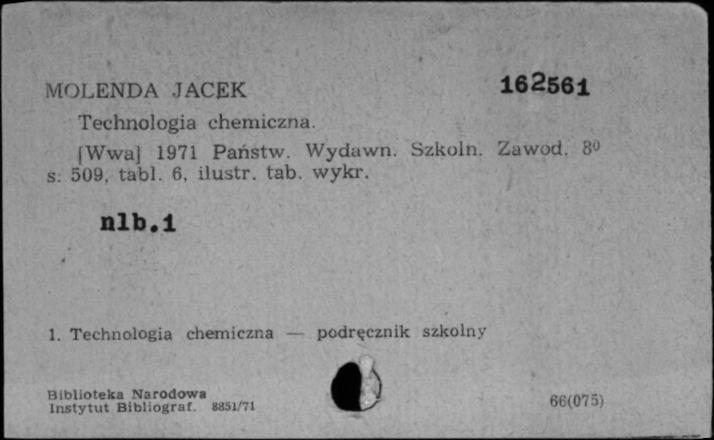 MOLENDA JACEK 162561
Technologia chemiczna.
[Wwa] 1971 Państw. Wydawn. Szkoln. Zawod. 8⁰
s. 509, tabl. 6, ilustr. tab. wykr.
nlb.1
1. Technologia chemiczna — podręcznik szkolny
Biblioteka Narodowa
Instytut Bibliograf. 8851/71 66(075)